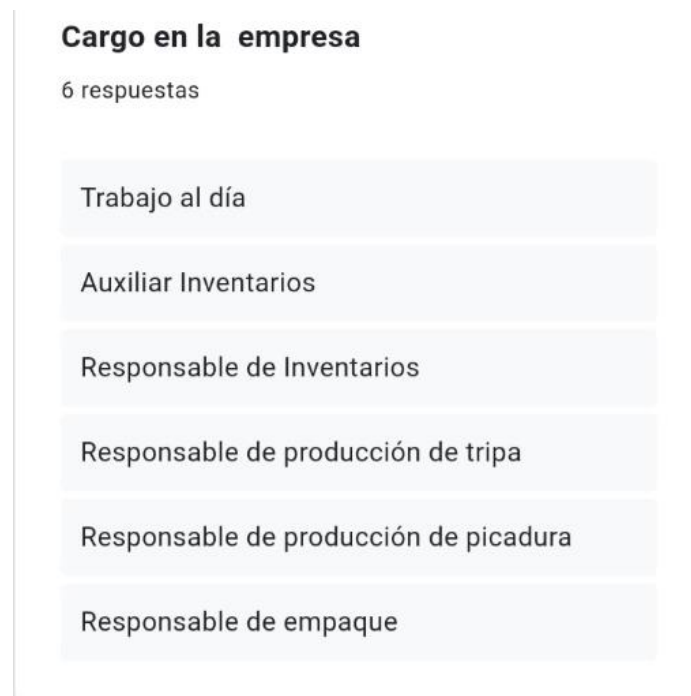 Cargo en la  empresa
6 respuestas
Trabajo al día
Auxiliar Inventarios
Responsable de Inventarios
Responsable de producción de tripa
Responsable de producción de picadura
Responsable de empaque